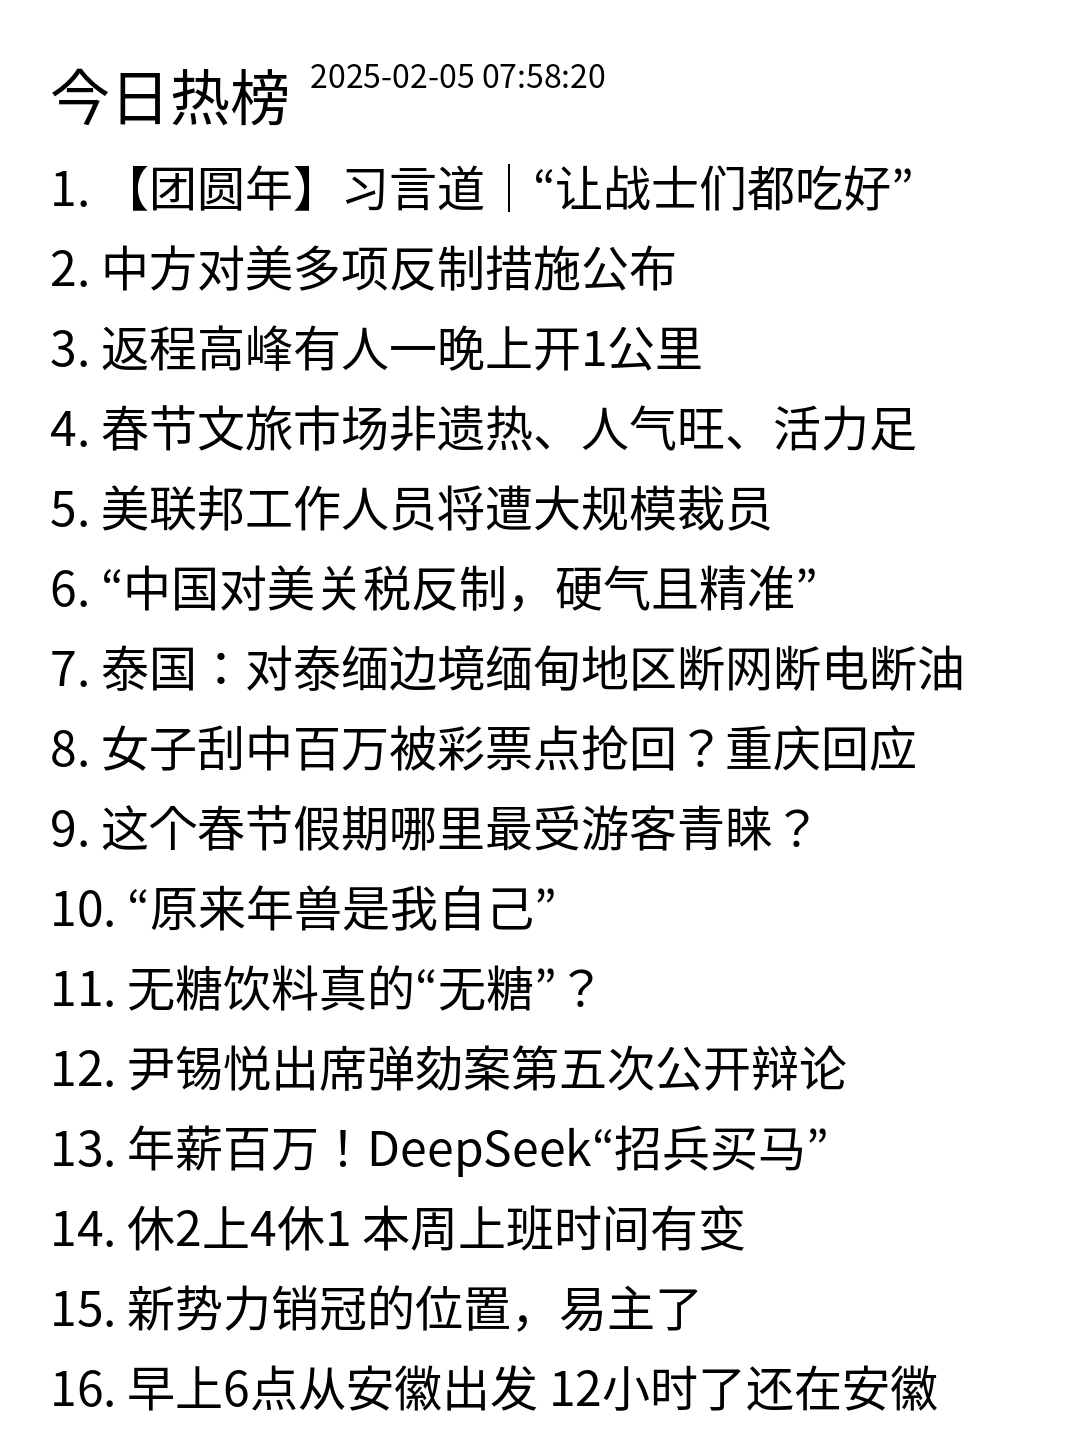 今日热榜 2025-02-05 07:58:20
1. 【团圆年】习言道｜“让战士们都吃好”
2. 中方对美多项反制措施公布
3. 返程高峰有人一晚上开1公里
4. 春节文旅市场非遗热、人气旺、活力足
5. 美联邦工作人员将遭大规模裁员
6. “中国对美关税反制，硬气且精准”
7. 泰国：对泰缅边境缅甸地区断网断电断油
8. 女子刮中百万被彩票点抢回？重庆回应
9. 这个春节假期哪里最受游客青睐？
10. “原来年兽是我自己”
11. 无糖饮料真的“无糖”？
12. 尹锡悦出席弹劾案第五次公开辩论
13. 年薪百万！DeepSeek“招兵买马”
14. 休2上4休1 本周上班时间有变
15. 新势力销冠的位置，易主了
16. 早上6点从安徽出发 12小时了还在安徽